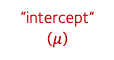 "intercept"
(μ)